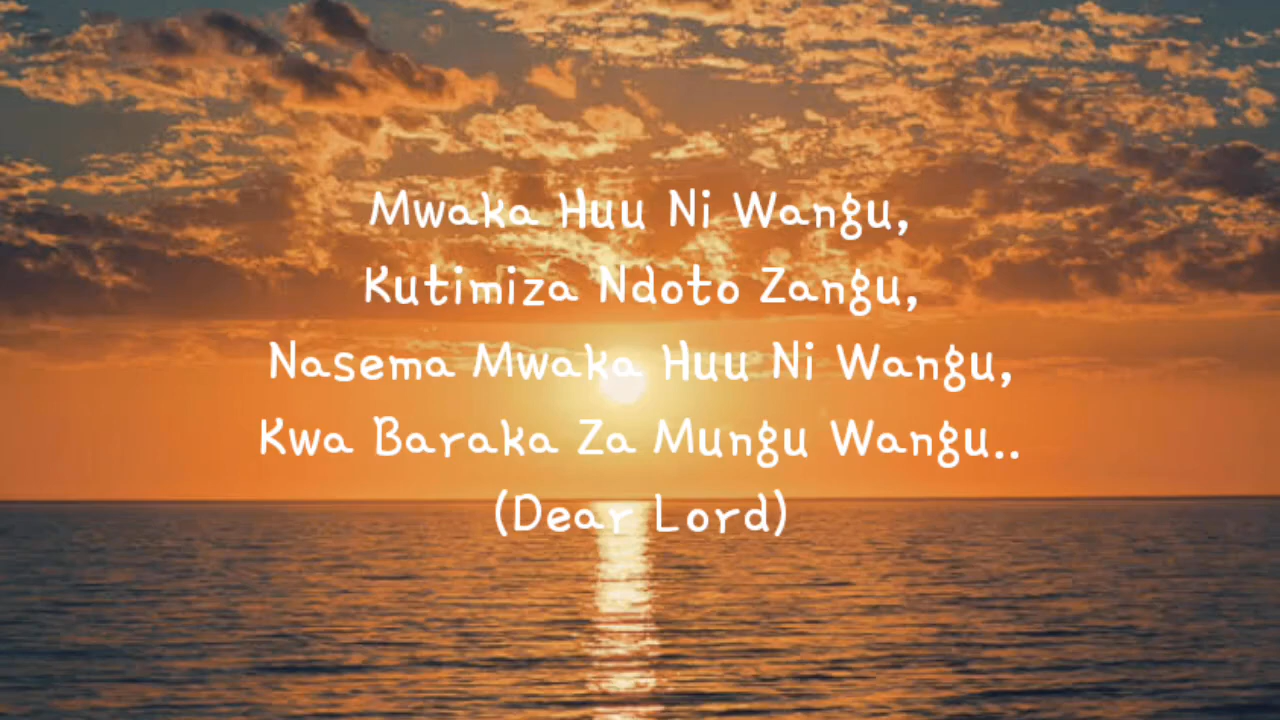 Mwaka Huu Ni Wangu,
Kutimiza Ndoto Zangu,
Nasema Mwaka Huu Ni Wangu,
Kwa Baraka Za Mungu Wangu..
(Dear Lord)